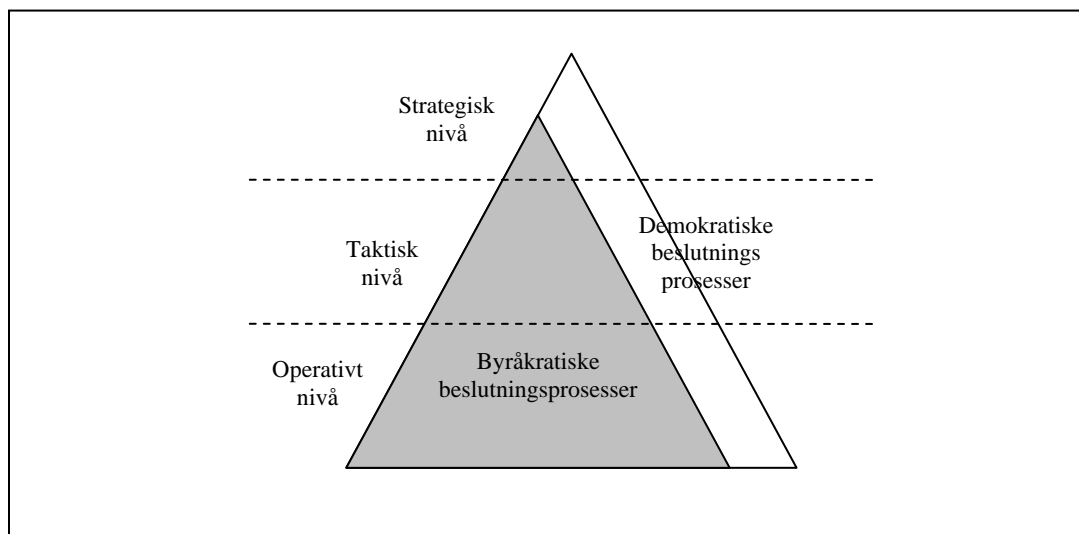 Strategisk
nivå
Taktisk
nivå
Demokratiske
beslutnings
prosesser
Operativt
nivå
Byråkratiske
beslutningsprosesser